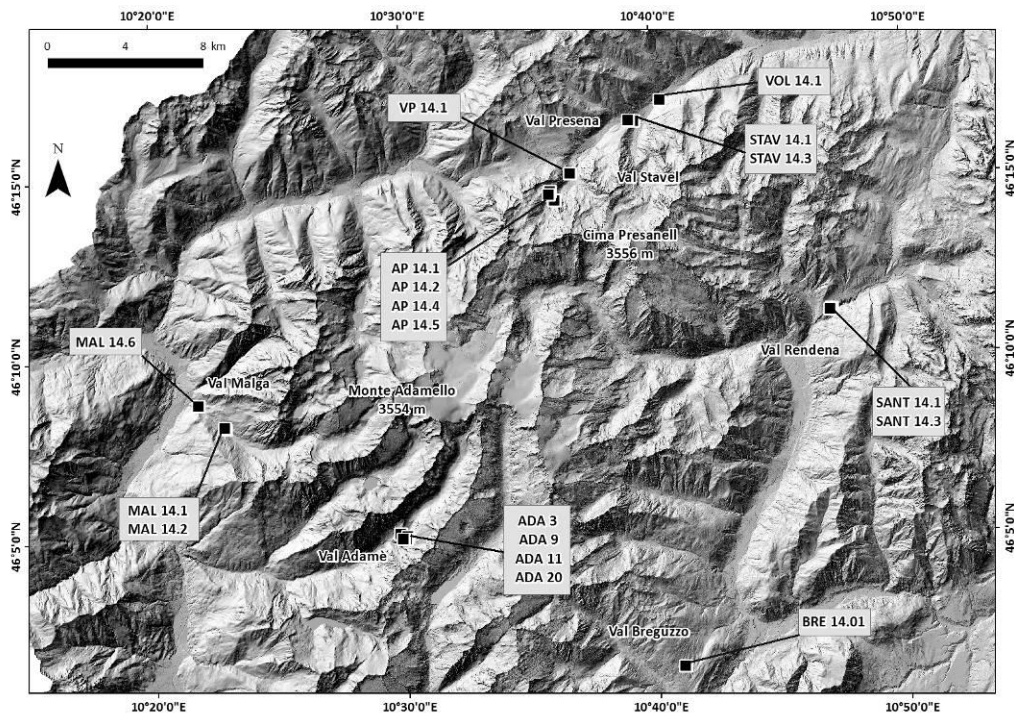 10°20'0"E 10°30'0"E 10°40'0"E 10°50'0"E
0 4 8 km
VOL 14.1
VP 14.1
Val Presena
STAV 14.1
STAV 14.3
N
46°15'0"N
46°15'0"N
Val Stavel
Cima Presanell
3556 m
AP 14.1
AP 14.2
AP 14.4
AP 14.5
MAL 14.6
Val Rendena
46°10'0"N
46°10'0"N
Val Malga
Monte Adamello
3554 m
SANT 14.1
SANT 14.3
MAL 14.1
MAL 14.2
ADA 3
ADA 9
ADA 11
ADA 20
46°5'0"N
46°5'0"N
Val Adamè
Val Breguzzo
BRE 14.01
10°20'0"E 10°30'0"E 10°40'0"E 10°50'0"E